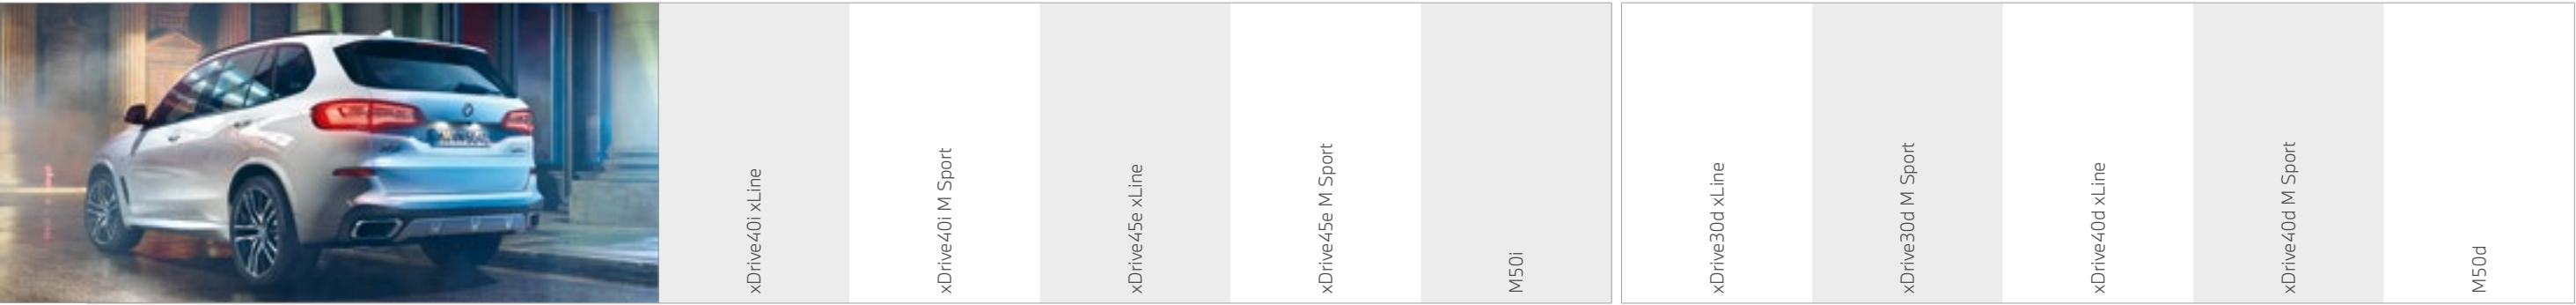 xDrive40i xLine
xDrive40i M Sport
xDrive45e xLine
xDrive45e M Sport
M50i
xDrive30d xLine
xDrive30d M Sport
xDrive40d xLine
xDrive40d M Sport
M50d